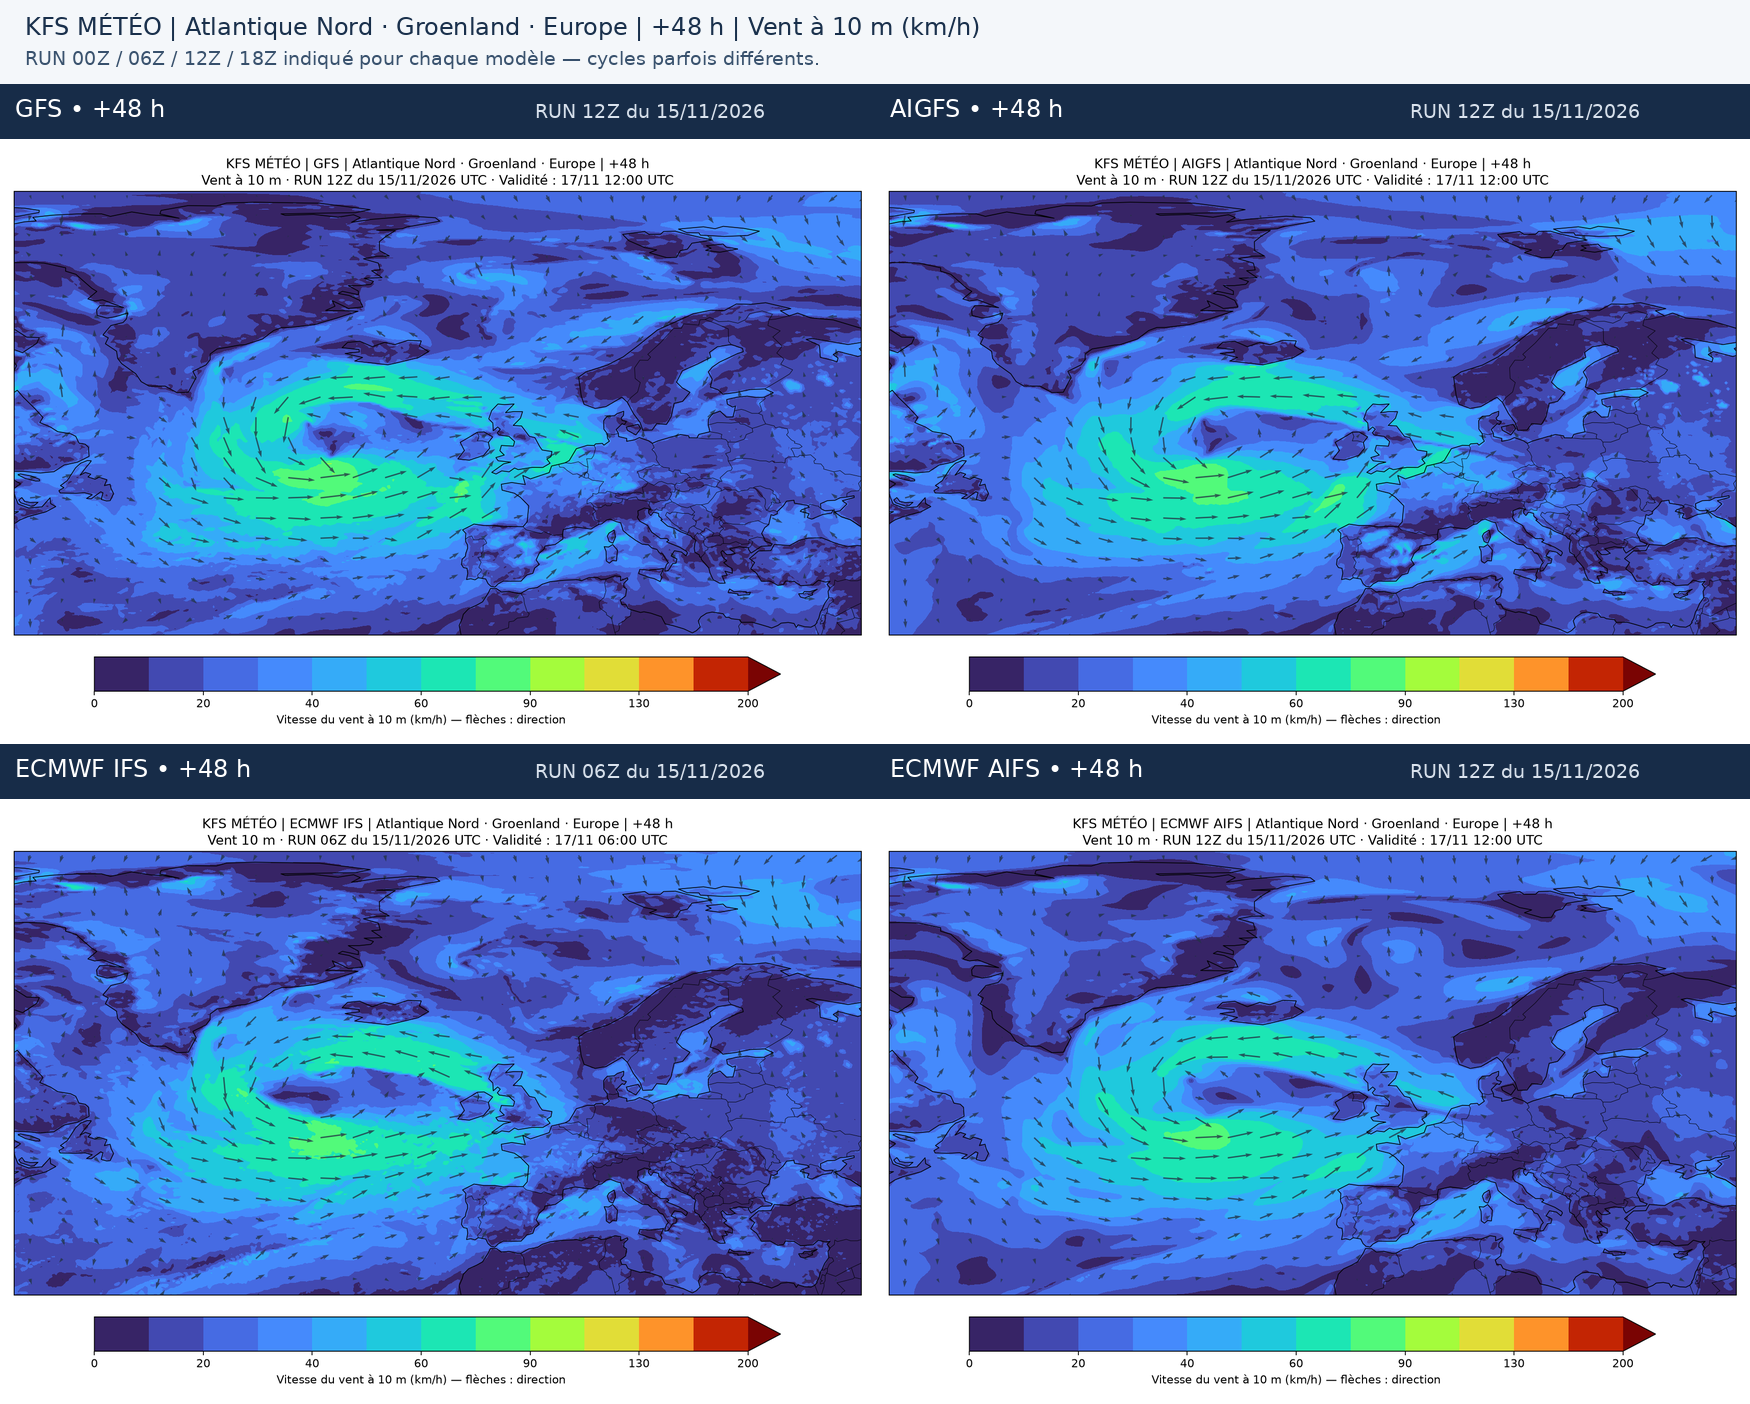 KFS MÉTÉO | Atlantique Nord · Groenland · Europe | +48 h | Vent à 10 m (km/h)
RUN 00Z / 06Z / 12Z / 18Z indiqué pour chaque modèle — cycles parfois différents.
GFS • +48 h
RUN 12Z du 15/11/2026
KFS MÉTÉO | GFS | Atlantique Nord · Groenland · Europe | +48 h
Vent à 10 m · RUN 12Z du 15/11/2026 UTC · Validité : 17/11 12:00 UTC
0 20 40 60 90 130 200
Vitesse du vent à 10 m (km/h) — flèches : direction
AIGFS • +48 h
RUN 12Z du 15/11/2026
KFS MÉTÉO | AIGFS | Atlantique Nord · Groenland · Europe | +48 h
Vent à 10 m · RUN 12Z du 15/11/2026 UTC · Validité : 17/11 12:00 UTC
0 20 40 60 90 130 200
Vitesse du vent à 10 m (km/h) — flèches : direction
ECMWF IFS • +48 h
RUN 06Z du 15/11/2026
KFS MÉTÉO | ECMWF IFS | Atlantique Nord · Groenland · Europe | +48 h
Vent 10 m · RUN 06Z du 15/11/2026 UTC · Validité : 17/11 06:00 UTC
0 20 40 60 90 130 200
Vitesse du vent à 10 m (km/h) — flèches : direction
ECMWF AIFS • +48 h
RUN 12Z du 15/11/2026
KFS MÉTÉO | ECMWF AIFS | Atlantique Nord · Groenland · Europe | +48 h
Vent 10 m · RUN 12Z du 15/11/2026 UTC · Validité : 17/11 12:00 UTC
0 20 40 60 90 130 200
Vitesse du vent à 10 m (km/h) — flèches : direction